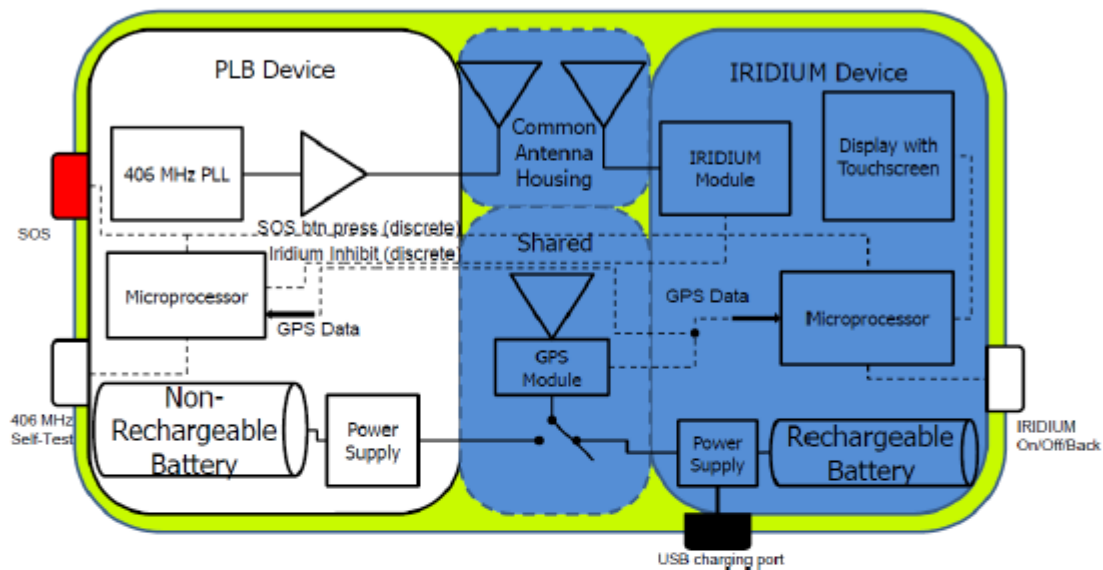 PLB Device
IRIDIUM Device
406 MHz PLL
Common
Antenna
Housing
IRIDIUM
Module
Display with
Touchscreen
SOS
SOS btn press (discrete)
Iridium Inhibit (discrete)
Shared
Microprocessor
GPS Data
GPS Data
Microprocessor
GPS
Module
406 MHz
Self-Test
Non-
Rechargeable
Battery
Power
Supply
Power
Supply
Rechargeable
Battery
IRIDIUM
On/Off/Back
USB charging port